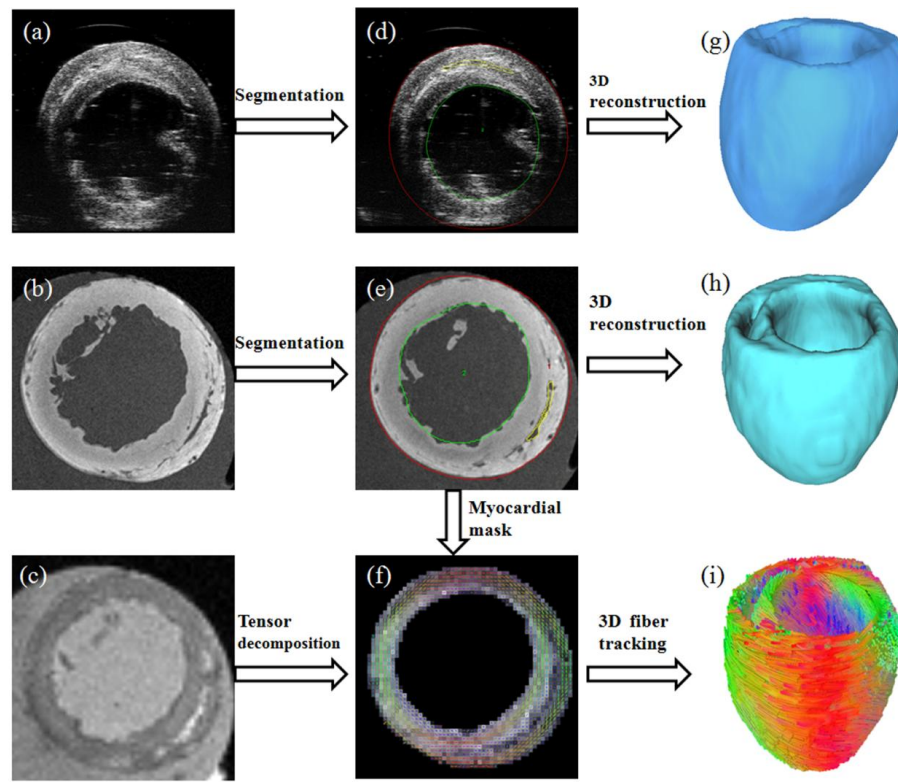 (a)
Segmentation
(d)
3D
reconstruction
(g)
(b)
Segmentation
(e)
3D
reconstruction
(h)
Myocardial
mask
(c)
Tensor
decomposition
(f)
3D fiber
tracking
(i)